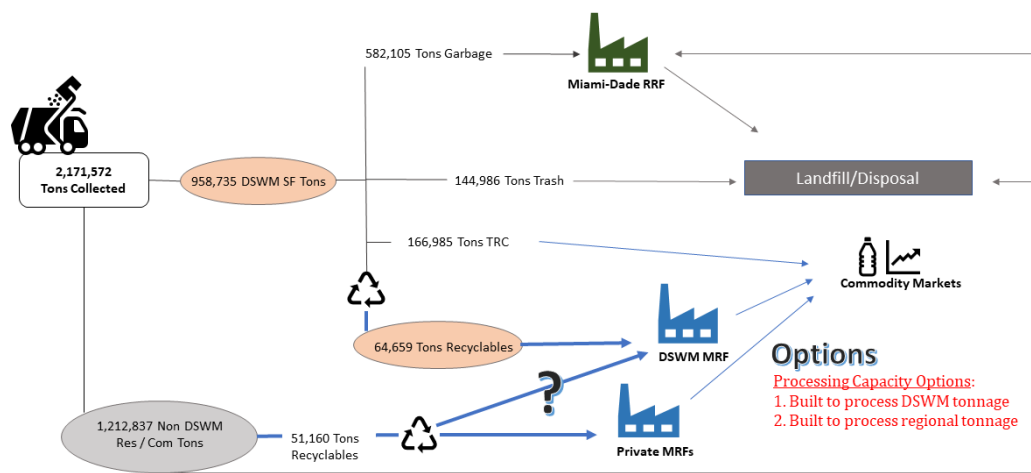 582,105 Tons Garbage
Miami-Dade RRF
2,171,572
Tons Collected
958,735 DSWM SF Tons
144,986 Tons Trash
Landfill/Disposal
166,985 Tons TRC
Commodity Markets
64,659 Tons Recyclables
DSWM MRF
Options
Processing Capacity Options:
1. Built to process DSWM tonnage
2. Built to process regional tonnage
?
1,212,837 Non DSWM
Res / Com Tons
51,160 Tons
Recyclables
Private MRFs